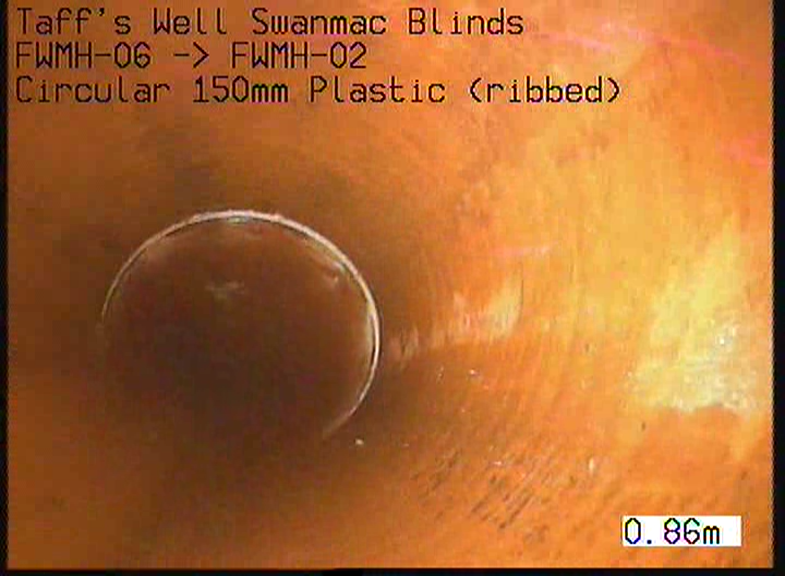 Taff's Well Swanmac Blinds
FWMH-06 -> FWMH-02
Circular 150mm Plastic (ribbed)
0.86m